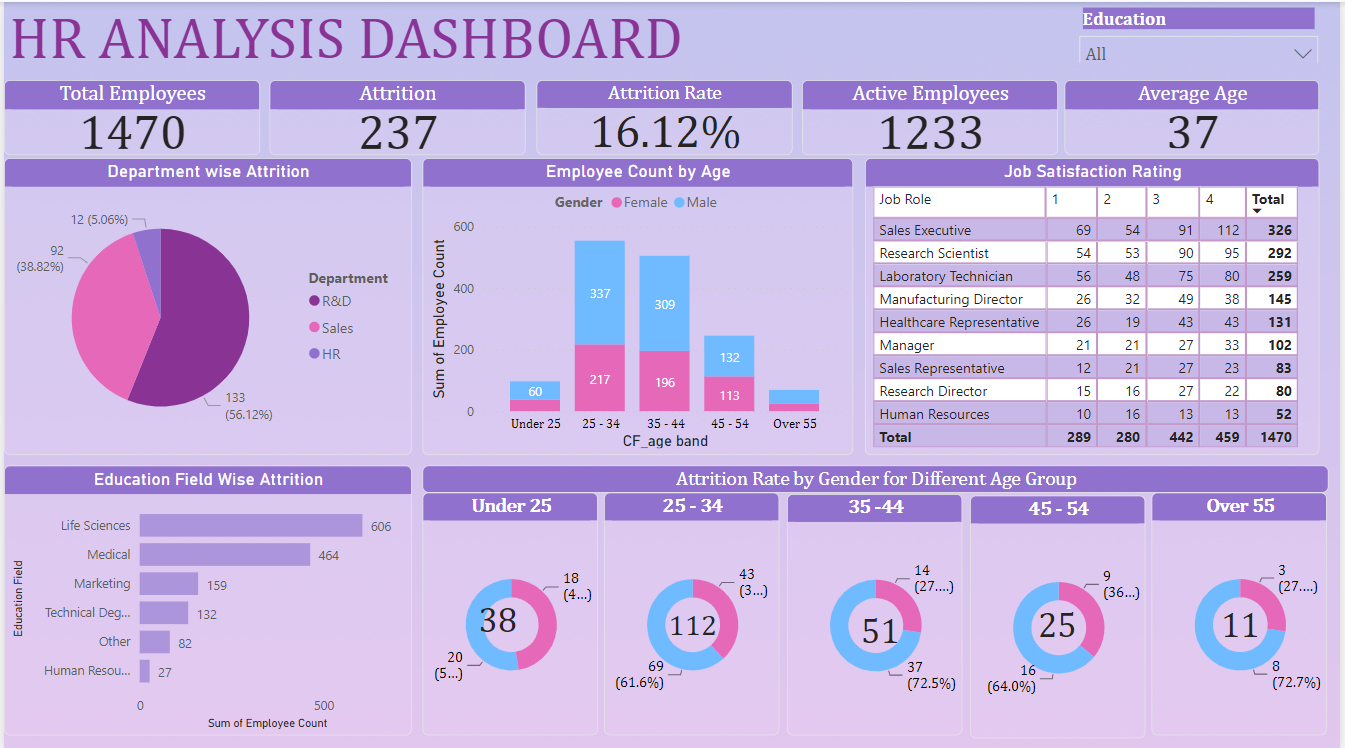 HR ANALYSIS DASHBOARD
Education
All
Total Employees
1470
Attrition
237
Attrition Rate
16.12%
Active Employees
1233
Average Age
37
Department wise Attrition
12 (5.06%)
92
(38.82%)
133
(56.12%)
Department
R&D
Sales
HR
Employee Count by Age
Gender Female Male
Sum of Employee Count
600
400
200
0
337
309
132
60
217
196
113
Under 25 25 - 34 35 - 44 45 - 54 Over 55
CF_age band
Job Satisfaction Rating
Job Role 1 2 3 4 Total
Sales Executive 69 54 91 112 326
Research Scientist 54 53 90 95 292
Laboratory Technician 56 48 75 80 259
Manufacturing Director 26 32 49 38 145
Healthcare Representative 26 19 43 43 131
Manager 21 21 27 33 102
Sales Representative 12 21 27 23 83
Research Director 15 16 27 22 80
Human Resources 10 16 13 13 52
Total 289 280 442 459 1470
Education Field Wise Attrition
Education Field
Life Sciences 606
Medical 464
Marketing 159
Technical Deg... 132
Other 82
Human Resou... 27
0 500
Sum of Employee Count
Attrition Rate by Gender for Different Age Group
Under 25
18
(4...)
38
20
(5...)
25 - 34
43
(3...)
112
69
(61.6%)
35 -44
14
(27....)
51
37
(72.5%)
45 - 54
9
(36...)
25
16
(64.0%)
Over 55
3
(27....)
11
8
(72.7%)